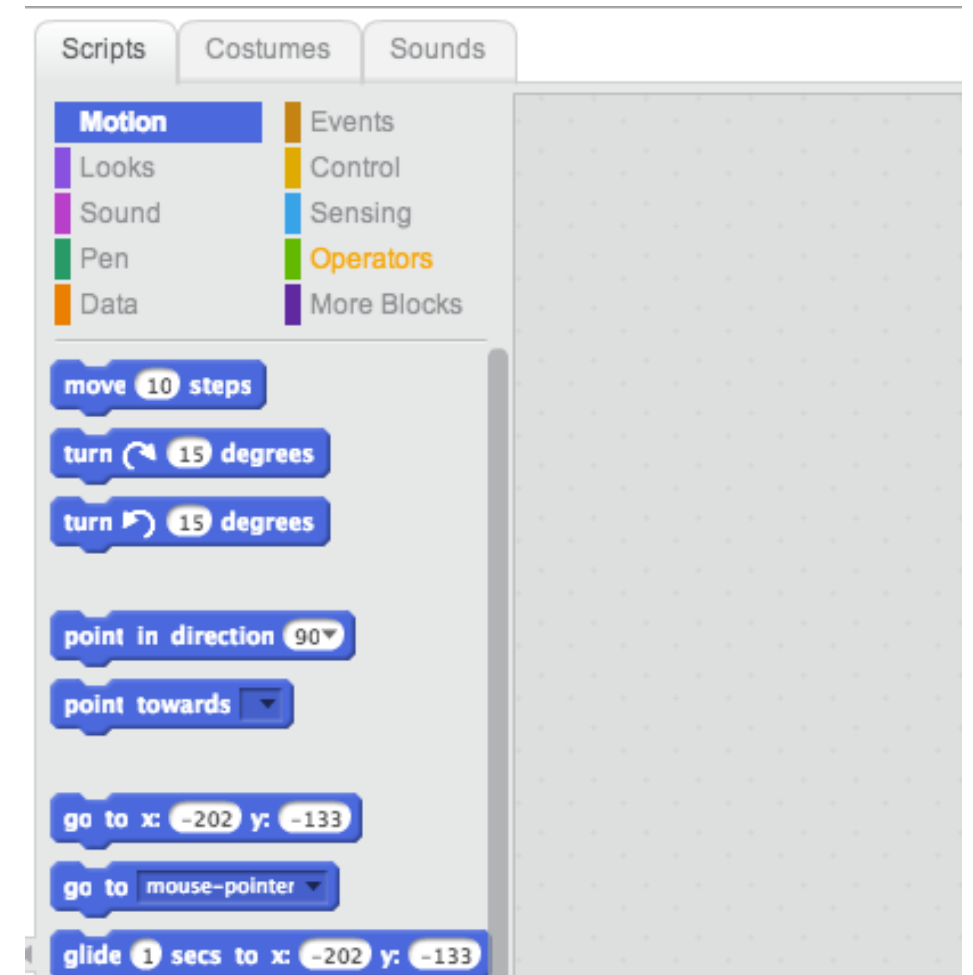 Scripts Costumes Sounds
Motion Events
Looks Control
Sound Sensing
Pen Operators
Data More Blocks
move 10 steps
turn 15 degrees
turn 15 degrees
point in direction 90
point towards
go to x: -202 y: -133
go to mouse-pointer
glide 1 secs to x: -202 y: -133